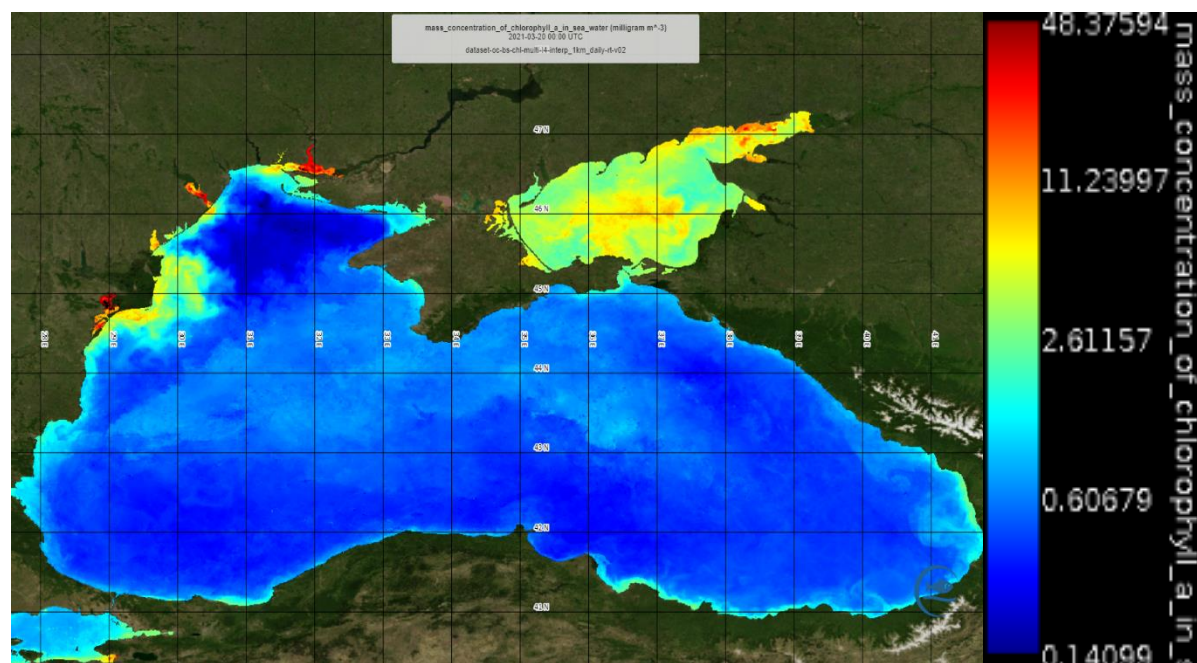 mass_concentration_of_chlorophyll_a_in_sea_water (milligram m^-3)
2021-03-20 00:00 UTC
dataset-oc-bs-chl-multi-l4-interp_1km_daily-rt-v02
47 N
46 N
45 N
44 N
43 N
42 N
41 N
48.37594
11.23997
2.61157
0.60679
0.14099
mass_concentration_of_chlorophyll_a_in_